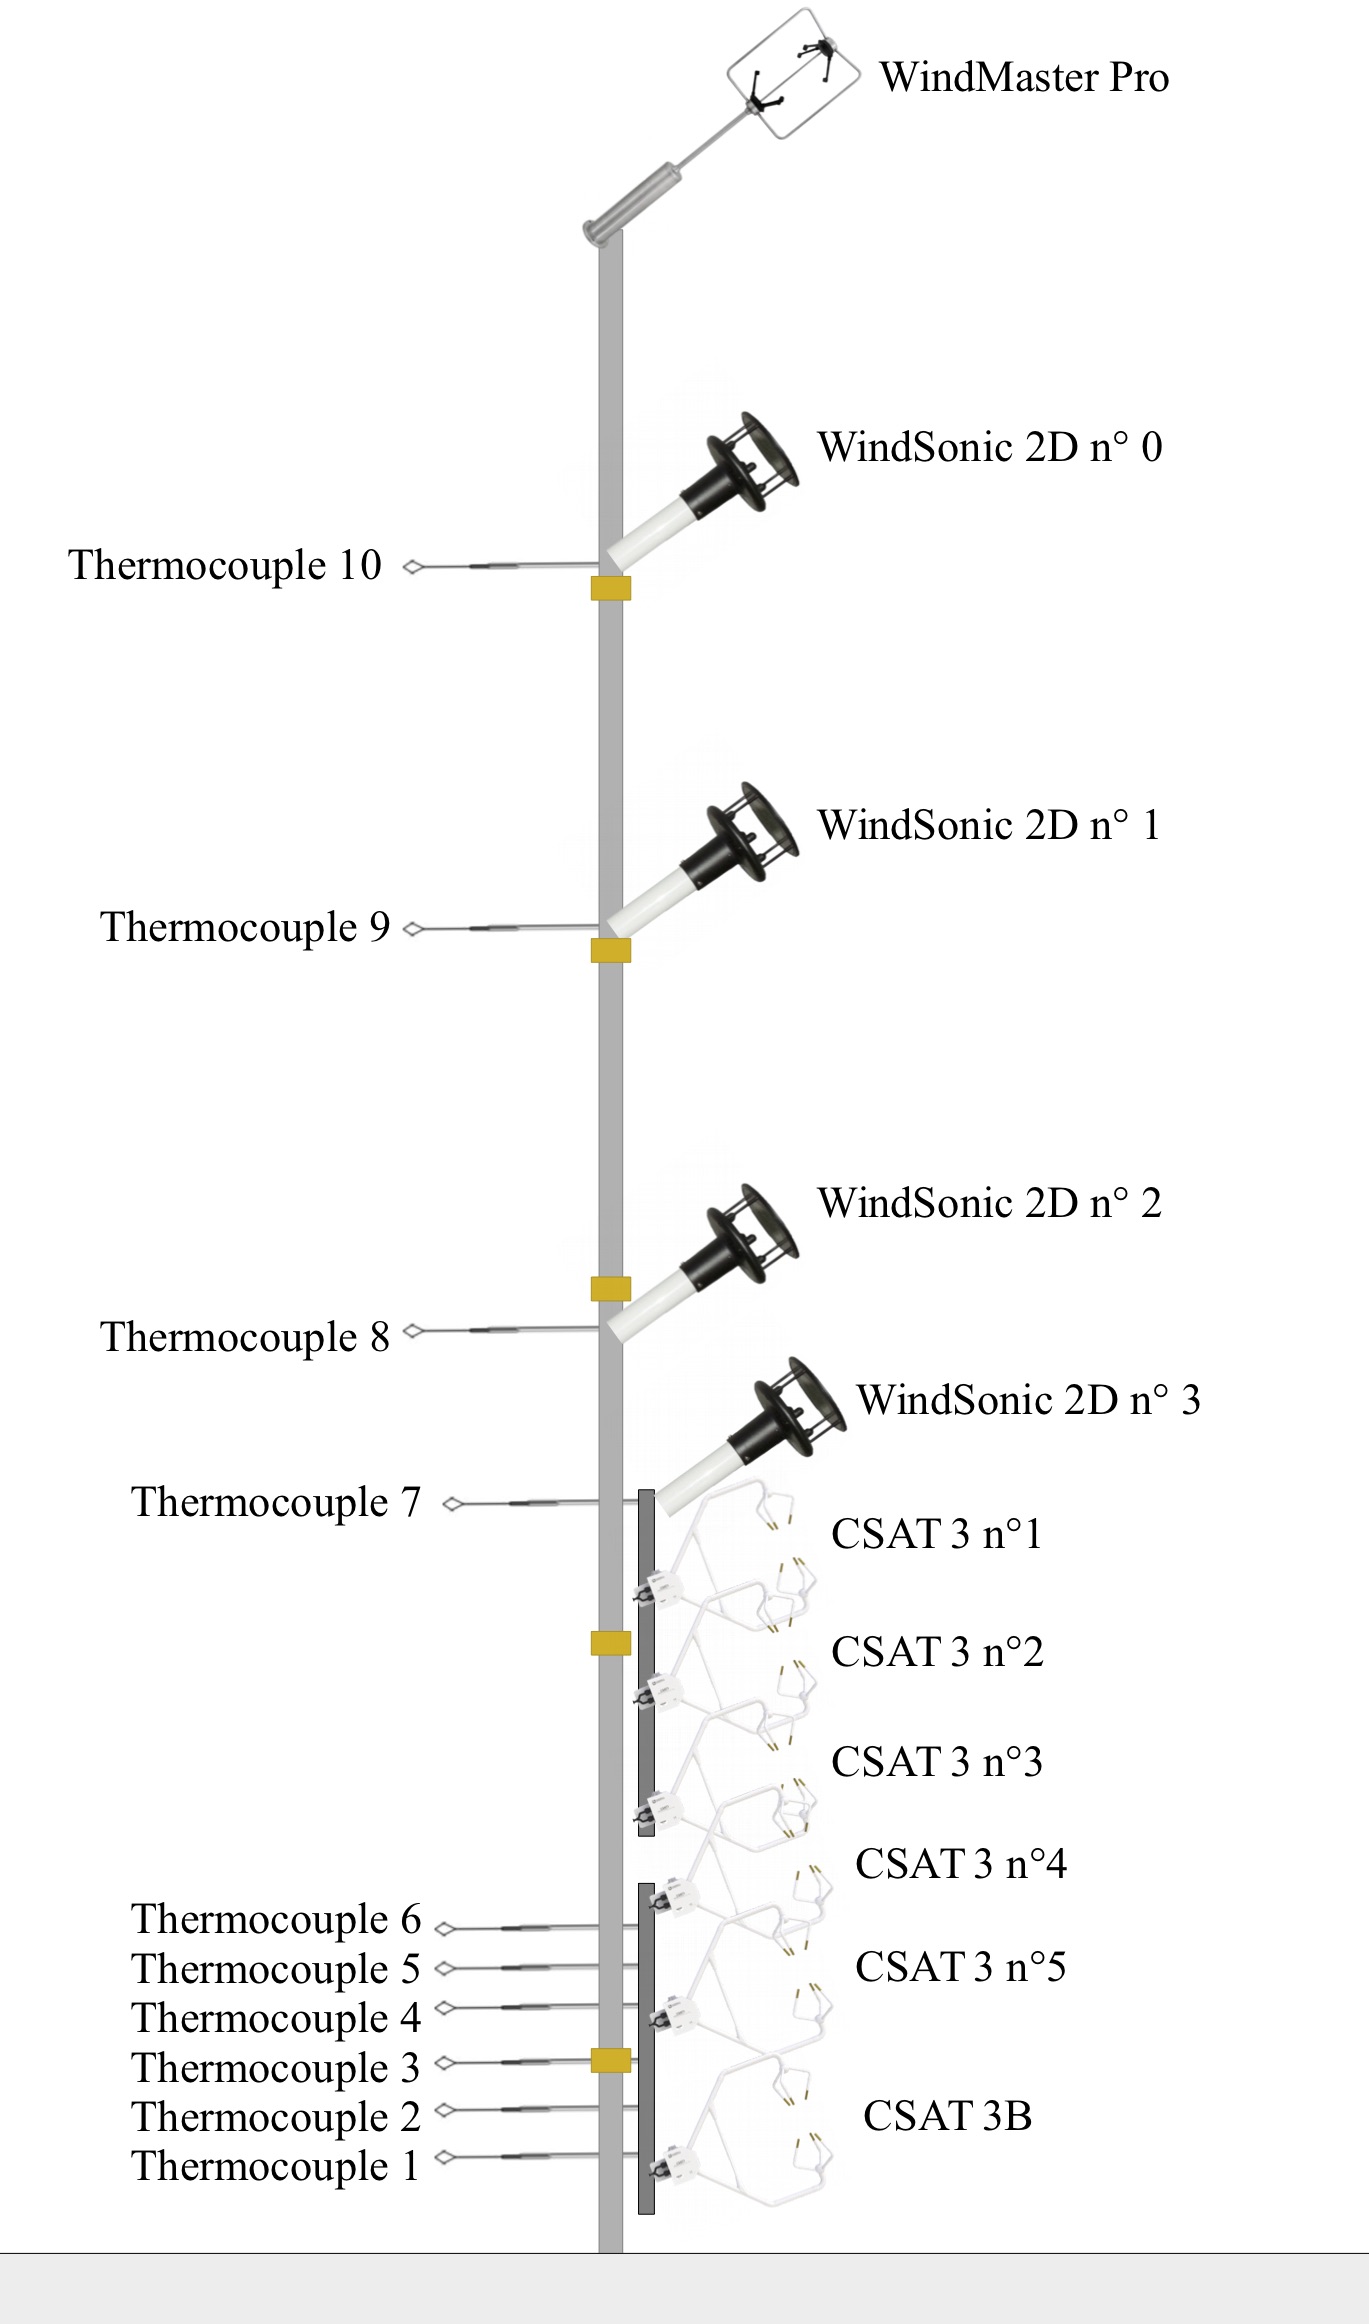 WindMaster Pro
WindSonic 2D n° 0
Thermocouple 10
WindSonic 2D n° 1
Thermocouple 9
WindSonic 2D n° 2
Thermocouple 8
WindSonic 2D n° 3
Thermocouple 7
CSAT 3 n°1
CSAT 3 n°2
CSAT 3 n°3
CSAT 3 n°4
Thermocouple 6
CSAT 3 n°5
Thermocouple 5
Thermocouple 4
Thermocouple 3
CSAT 3B
Thermocouple 2
Thermocouple 1